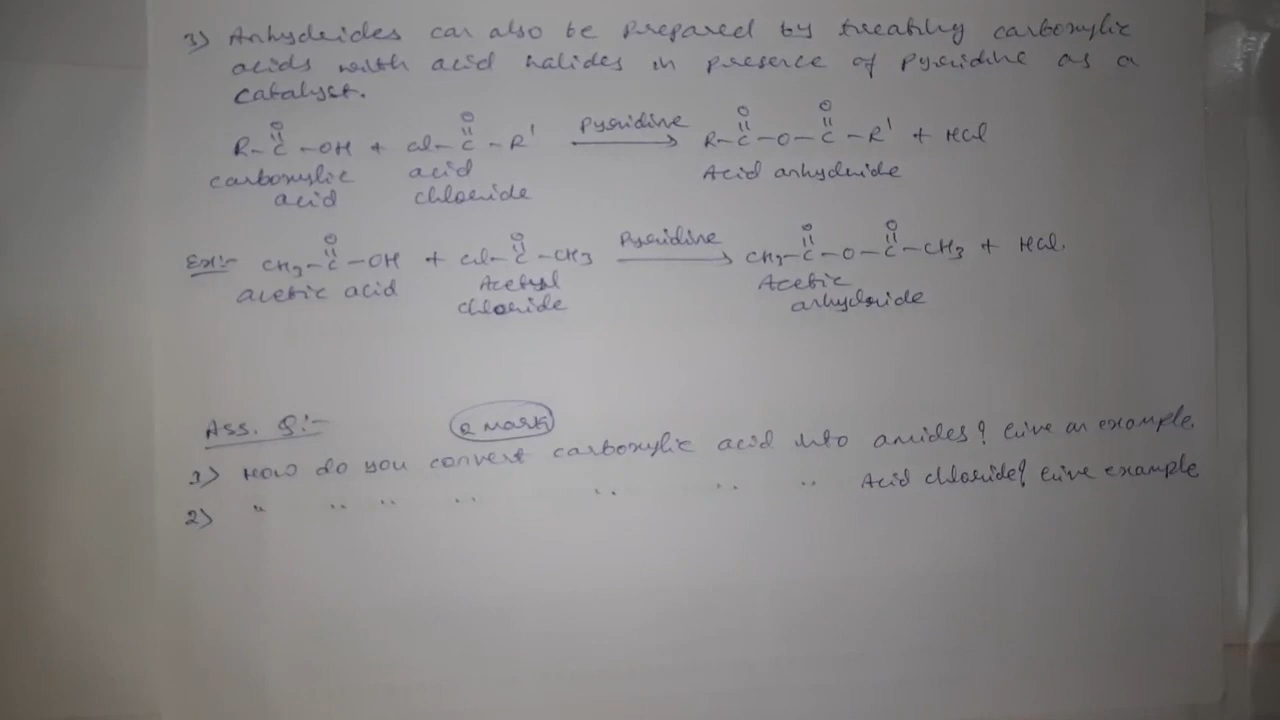 3) Anhydrides can also be prepared by treating carboxylic
acids with acid halides in presence of pyridine as a
catalyst.
O O O O
R-C-OH + Cl-C-R' pyridine R-C-O-C-R' + HCl
carboxylic acid Acid anhydride
acid chloride
O O O O
Ex:- CH3-C-OH + Cl-C-CH3 Pyridine CH3-C-O-C-CH3 + HCl.
acetic acid Acetyl Acetic
chloride anhydride
Ass. Q:- 2 mark
1) How do you convert carboxylic acid into amides? Give an example.
2) " " " " " " " Acid chloride? Give example